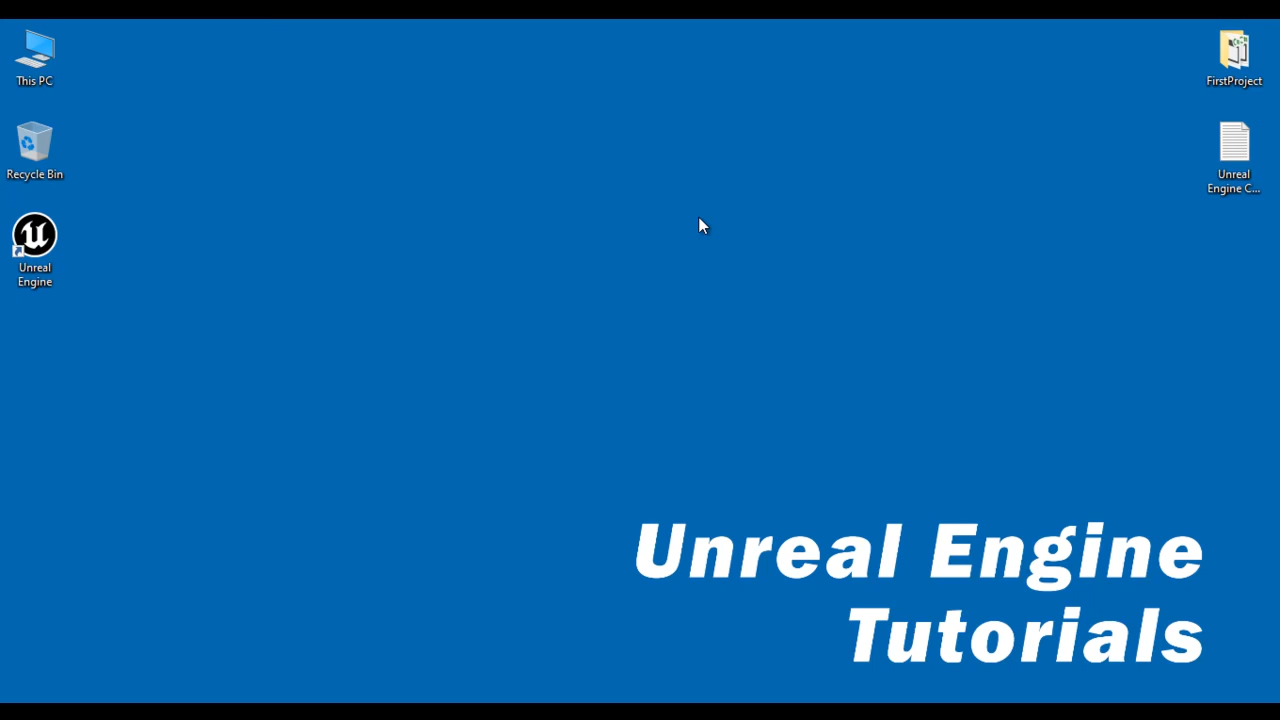 This PC
FirstProject
Recycle Bin
Unreal
Engine C...
Unreal
Engine
Unreal Engine
Tutorials